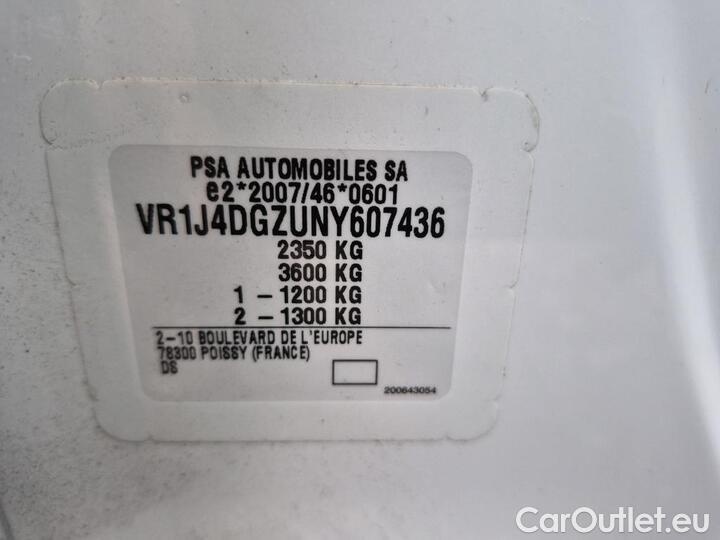 PSA AUTOMOBILES SA
e2*2007/46*0601
VR1J4DGZUNY607436
2350 KG
3600 KG
1 - 1200 KG
2 - 1300 KG
2-10 BOULEVARD DE L'EUROPE
78300 POISSY (FRANCE)
DS
200643054
CarOutlet.eu